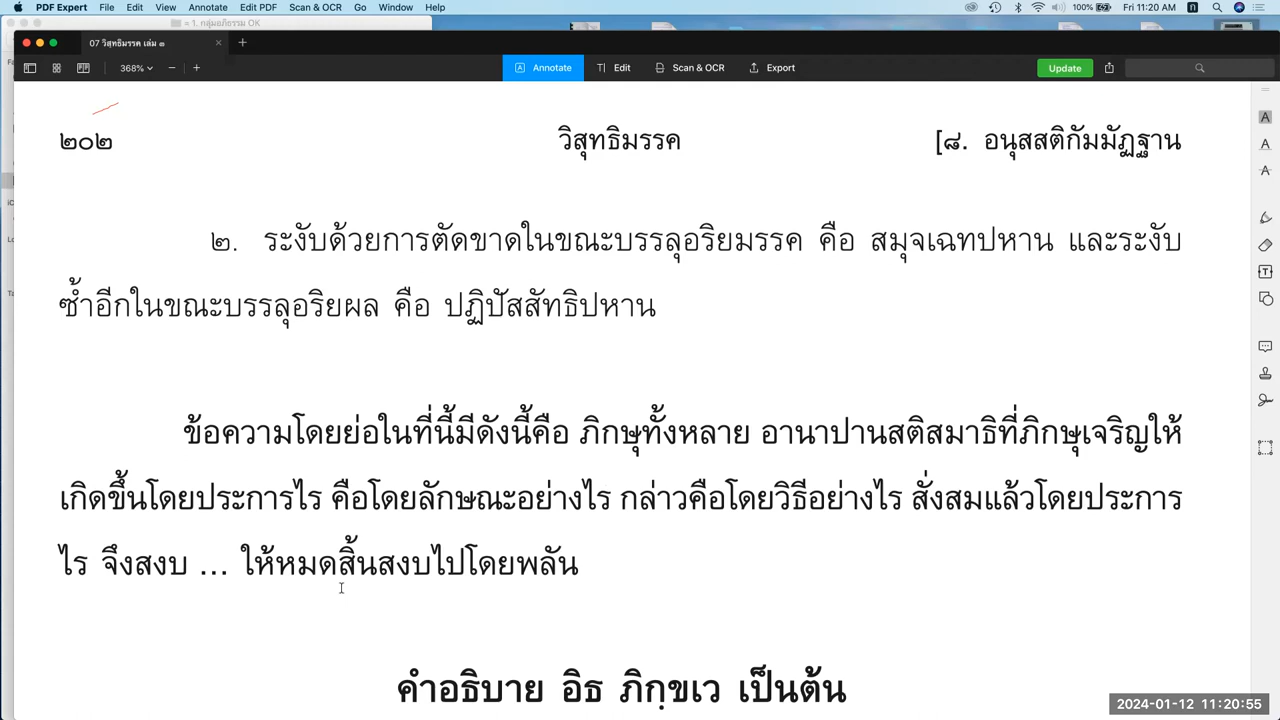 PDF Expert File Edit View Annotate Edit PDF Scan & OCR Go Window Help 100% Fri 11:20 AM
= 1. กลุ่มอภิธรรม OK
07 วิสุทธิมรรค เล่ม ๑
368% Annotate Edit Scan & OCR Export Update
๒๐๒ วิสุทธิมรรค [๘. อนุสสติกัมมัฏฐาน
๒. ระงับด้วยการตัดขาดในขณะบรรลุอริยมรรค คือ สมุจเฉทปหาน และระงับ
ซ้ำอีกในขณะบรรลุอริยผล คือ ปฏิปัสสัทธิปหาน
ข้อความโดยย่อในที่นี้มีดังนี้คือ ภิกษุทั้งหลาย อานาปานสติสมาธิที่ภิกษุเจริญให้
เกิดขึ้นโดยประการไร คือโดยลักษณะอย่างไร กล่าวคือโดยวิธีอย่างไร สั่งสมแล้วโดยประการ
ไร จึงสงบ ... ให้หมดสิ้นสงบไปโดยพลัน
คำอธิบาย อิธ ภิกฺขเว เป็นต้น
2024-01-12 11:20:55